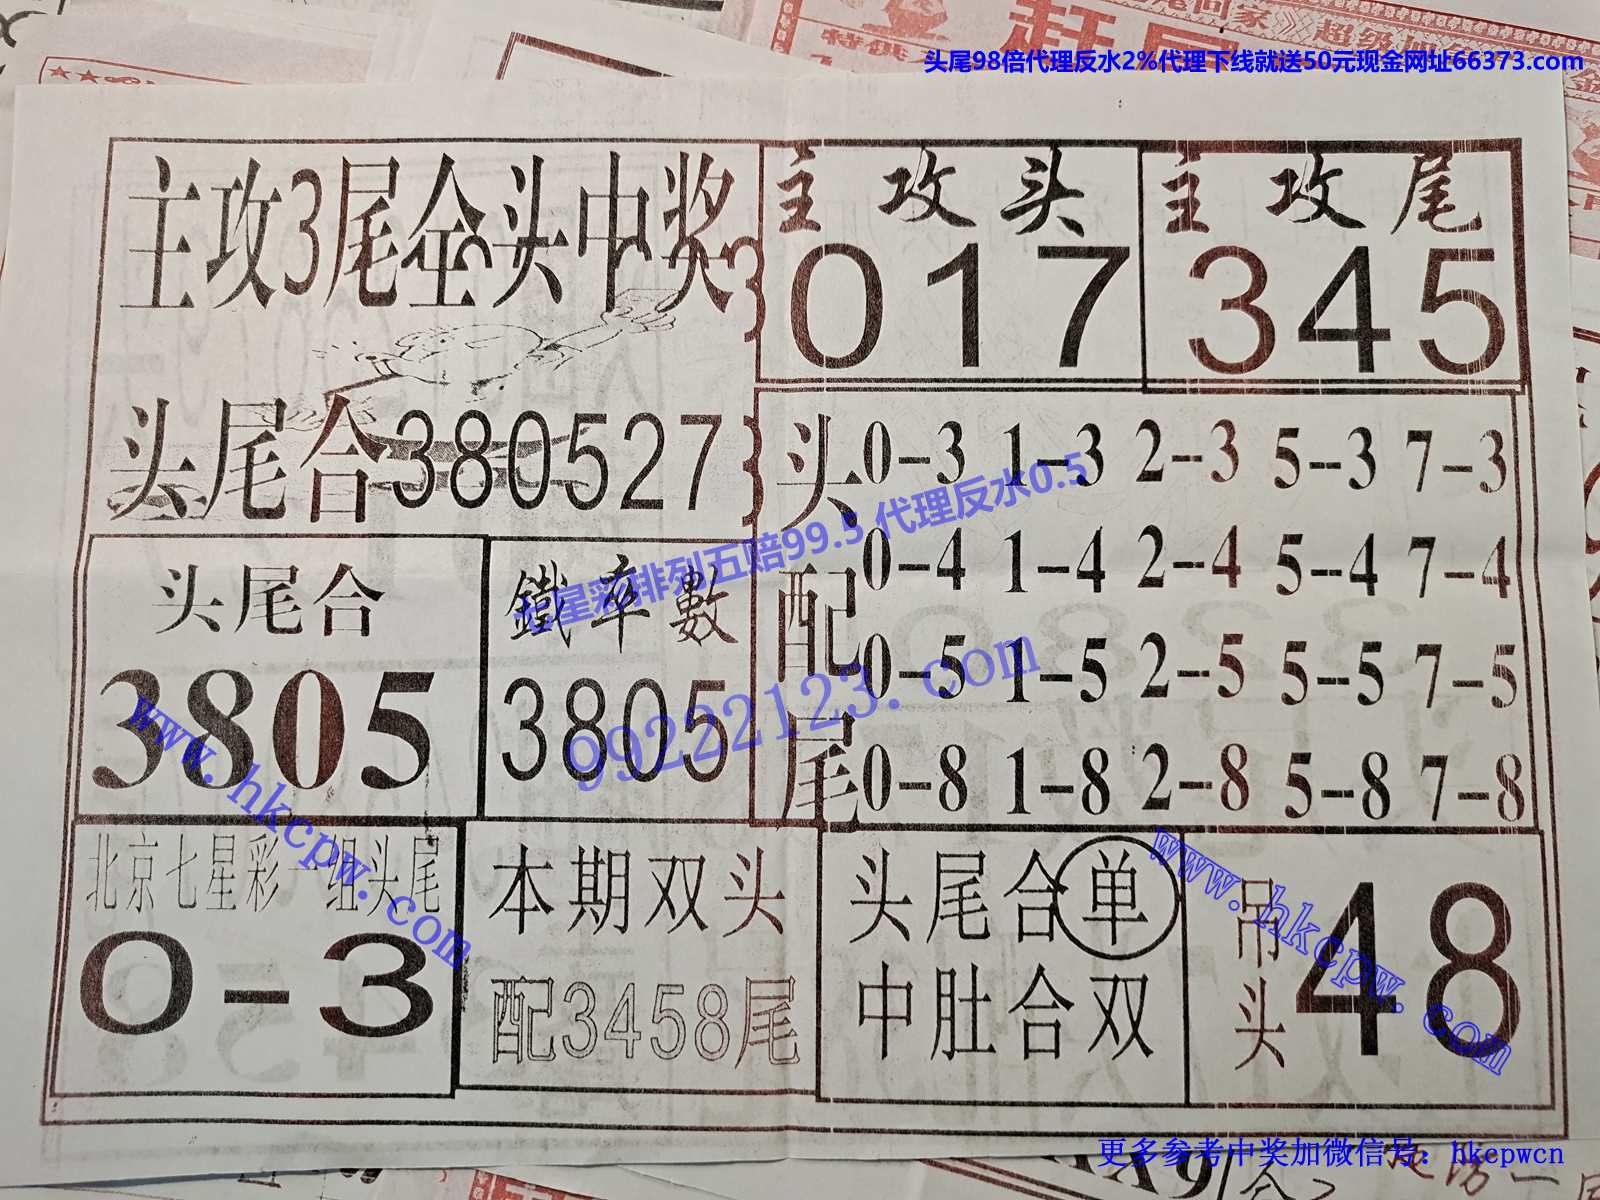 头尾98倍代理反水2%代理下线就送50元现金网址66373.com
主攻3尾全头中奖
主攻头
017
主攻尾
345
头尾合380527
头尾合
3805
鐵率數
3805
头配尾
0-3 1-3 2-3 5--3 7-3
0-4 1-4 2-4 5--4 7-4
0-5 1-5 2-5 5--5 7-5
0-8 1-8 2-8 5--8 7-8
七星彩排列五赔99.5 代理反水0.5
99222123.com
www.hkcpw.com
北京七星彩一组头尾
0-3
本期双头
配3458尾
头尾合单
中肚合双
吊头48
www.hkcpw.com
更多参考中奖加微信号: hkcpwcn